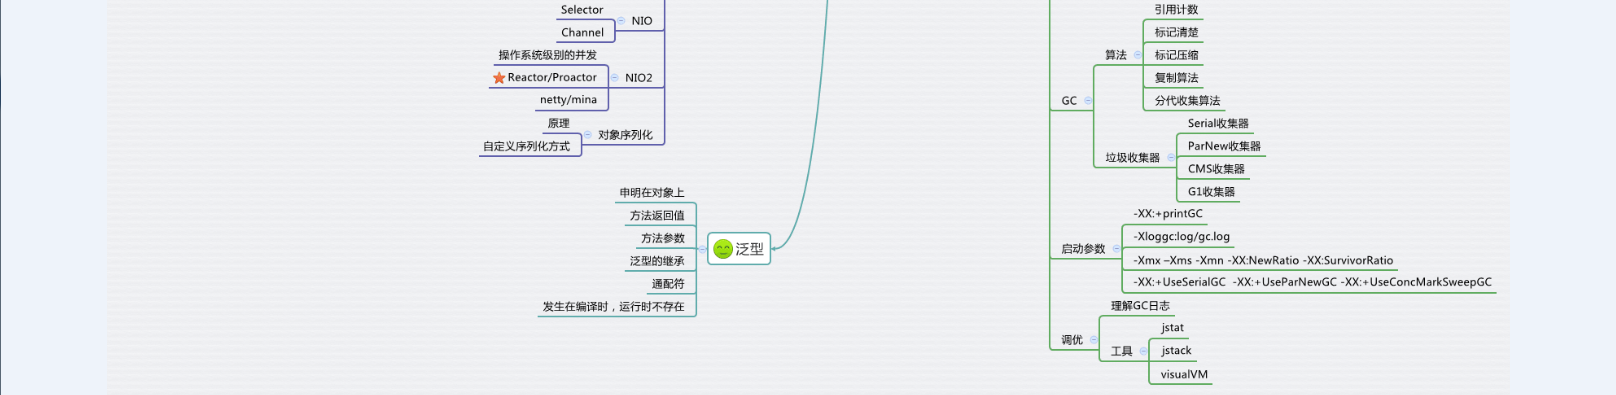 Selector
NIO
Channel
操作系统级别的并发
Reactor/Proactor
NIO2
netty/mina
原理
对象序列化
自定义序列化方式
申明在对象上
方法返回值
方法参数
泛型
泛型的继承
通配符
发生在编译时，运行时不存在
引用计数
标记清楚
算法
标记压缩
复制算法
GC
分代收集算法
Serial收集器
ParNew收集器
垃圾收集器
CMS收集器
G1收集器
-XX:+printGC
-Xloggc:log/gc.log
启动参数
-Xmx –Xms -Xmn -XX:NewRatio -XX:SurvivorRatio
-XX:+UseSerialGC -XX:+UseParNewGC -XX:+UseConcMarkSweepGC
理解GC日志
jstat
调优
工具
jstack
visualVM